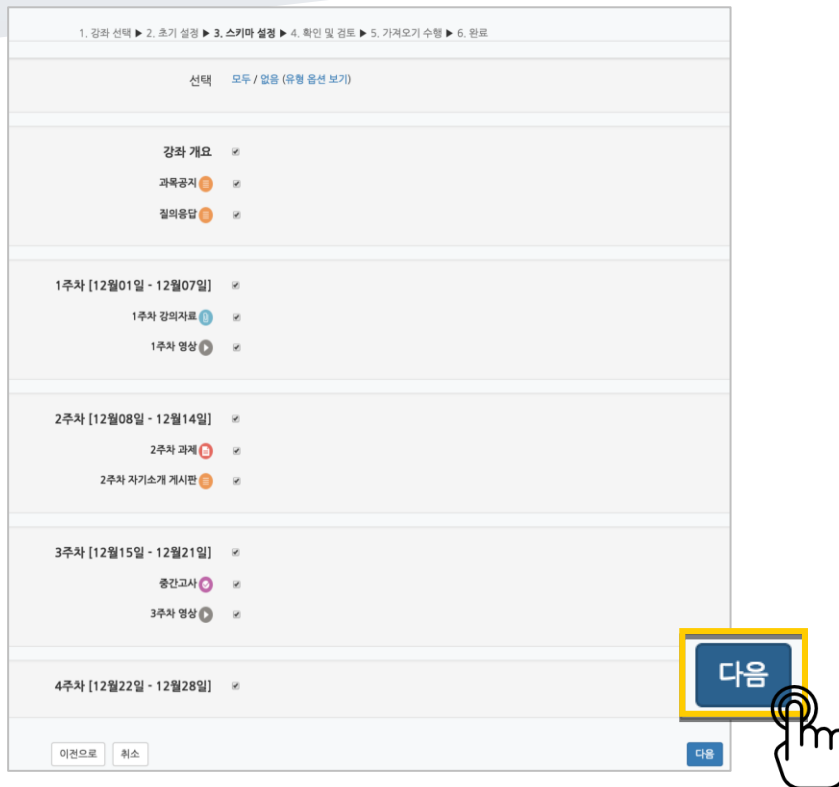 1. 강좌 선택 ▶ 2. 초기 설정 ▶ 3. 스키마 설정 ▶ 4. 확인 및 검토 ▶ 5. 가져오기 수행 ▶ 6. 완료
선택 모두 / 없음 (유형 옵션 보기)
강좌 개요
과목공지
질의응답
1주차 [12월01일 - 12월07일]
1주차 강의자료
1주차 영상
2주차 [12월08일 - 12월14일]
2주차 과제
2주차 자기소개 게시판
3주차 [12월15일 - 12월21일]
중간고사
3주차 영상
4주차 [12월22일 - 12월28일]
다음
이전으로 취소 다음